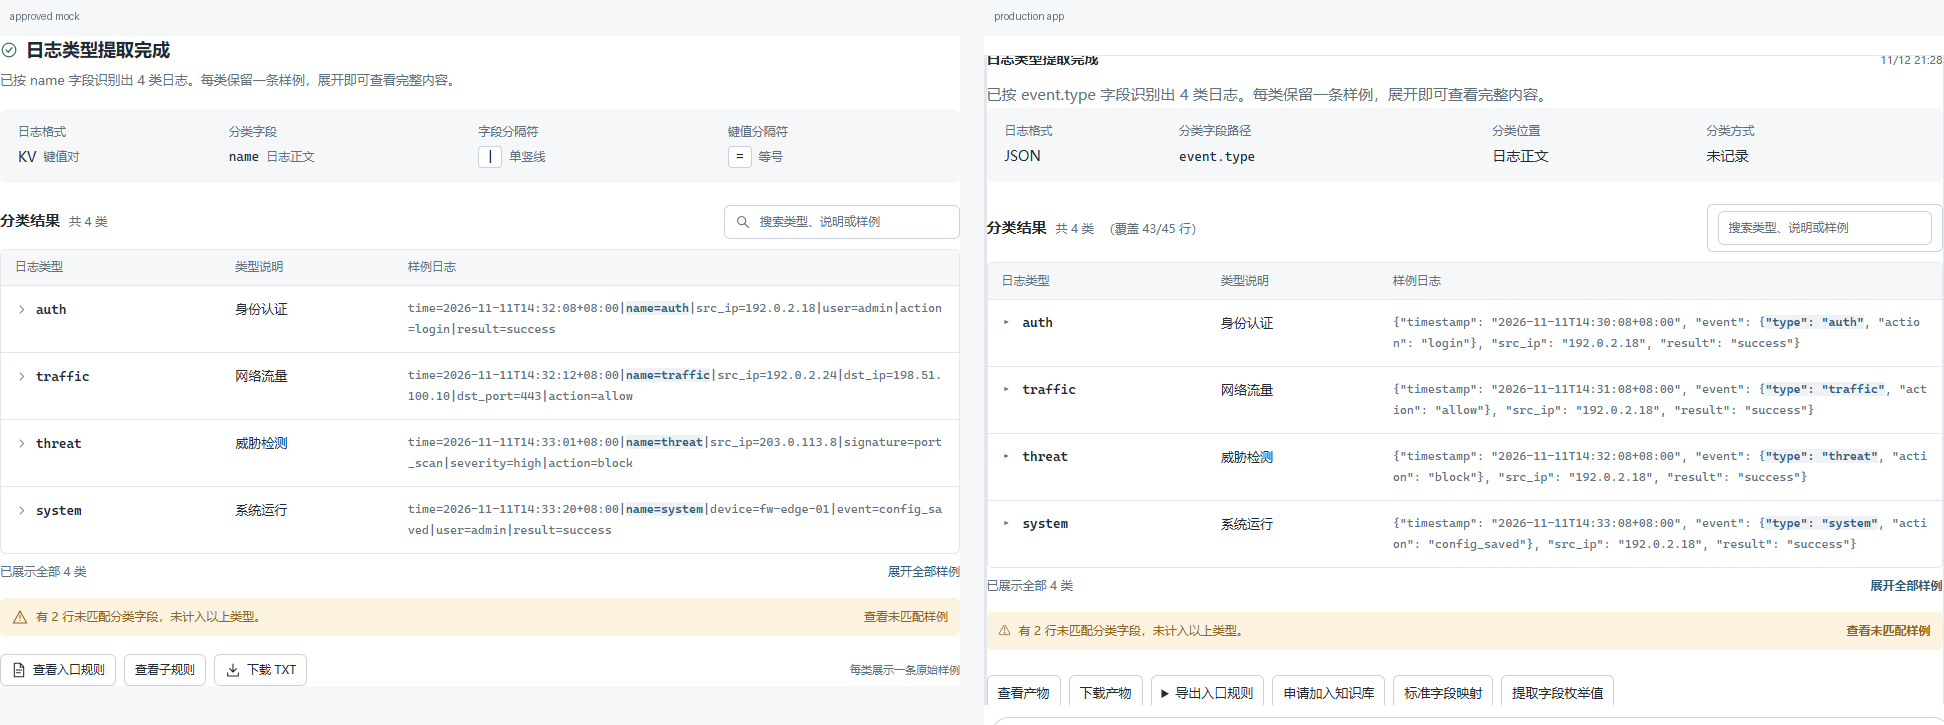 approved mock
日志类型提取完成
已按 name 字段识别出 4 类日志。每类保留一条样例，展开即可查看完整内容。
日志格式 分类字段 字段分隔符 键值分隔符
KV 键值对 name 日志正文 | 单竖线 = 等号
分类结果 共 4 类 搜索类型、说明或样例
日志类型 类型说明 样例日志
auth 身份认证 time=2026-11-11T14:32:08+08:00|name=auth|src_ip=192.0.2.18|user=admin|action
=login|result=success
traffic 网络流量 time=2026-11-11T14:32:12+08:00|name=traffic|src_ip=192.0.2.24|dst_ip=198.51.
100.10|dst_port=443|action=allow
threat 威胁检测 time=2026-11-11T14:33:01+08:00|name=threat|src_ip=203.0.113.8|signature=port
_scan|severity=high|action=block
system 系统运行 time=2026-11-11T14:33:20+08:00|name=system|device=fw-edge-01|event=config_sa
ved|user=admin|result=success
已展示全部 4 类 展开全部样例
有 2 行未匹配分类字段，未计入以上类型。 查看未匹配样例
查看入口规则 查看子规则 下载 TXT 每类展示一条原始样例
production app
日志类型提取完成 11/12 21:28
已按 event.type 字段识别出 4 类日志。每类保留一条样例，展开即可查看完整内容。
日志格式 分类字段路径 分类位置 分类方式
JSON event.type 日志正文 未记录
分类结果 共 4 类 （覆盖 43/45 行） 搜索类型、说明或样例
日志类型 类型说明 样例日志
auth 身份认证 {"timestamp": "2026-11-11T14:30:08+08:00", "event": {"type": "auth", "actio
n": "login"}, "src_ip": "192.0.2.18", "result": "success"}
traffic 网络流量 {"timestamp": "2026-11-11T14:31:08+08:00", "event": {"type": "traffic", "act
ion": "allow"}, "src_ip": "192.0.2.18", "result": "success"}
threat 威胁检测 {"timestamp": "2026-11-11T14:32:08+08:00", "event": {"type": "threat", "acti
on": "block"}, "src_ip": "192.0.2.18", "result": "success"}
system 系统运行 {"timestamp": "2026-11-11T14:33:08+08:00", "event": {"type": "system", "acti
on": "config_saved"}, "src_ip": "192.0.2.18", "result": "success"}
已展示全部 4 类 展开全部样例
有 2 行未匹配分类字段，未计入以上类型。 查看未匹配样例
查看产物 下载产物 导出入口规则 申请加入知识库 标准字段映射 提取字段枚举值